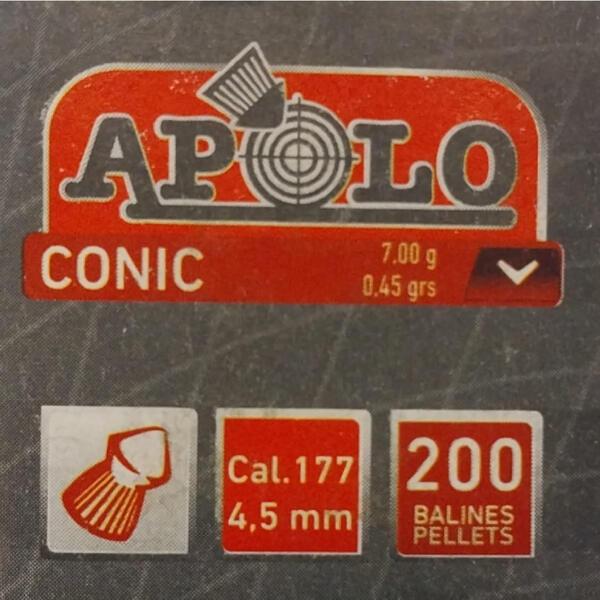 APOLO
CONIC
7.00 g
0,45 grs
Cal.177
4,5 mm
200
BALINES
PELLETS